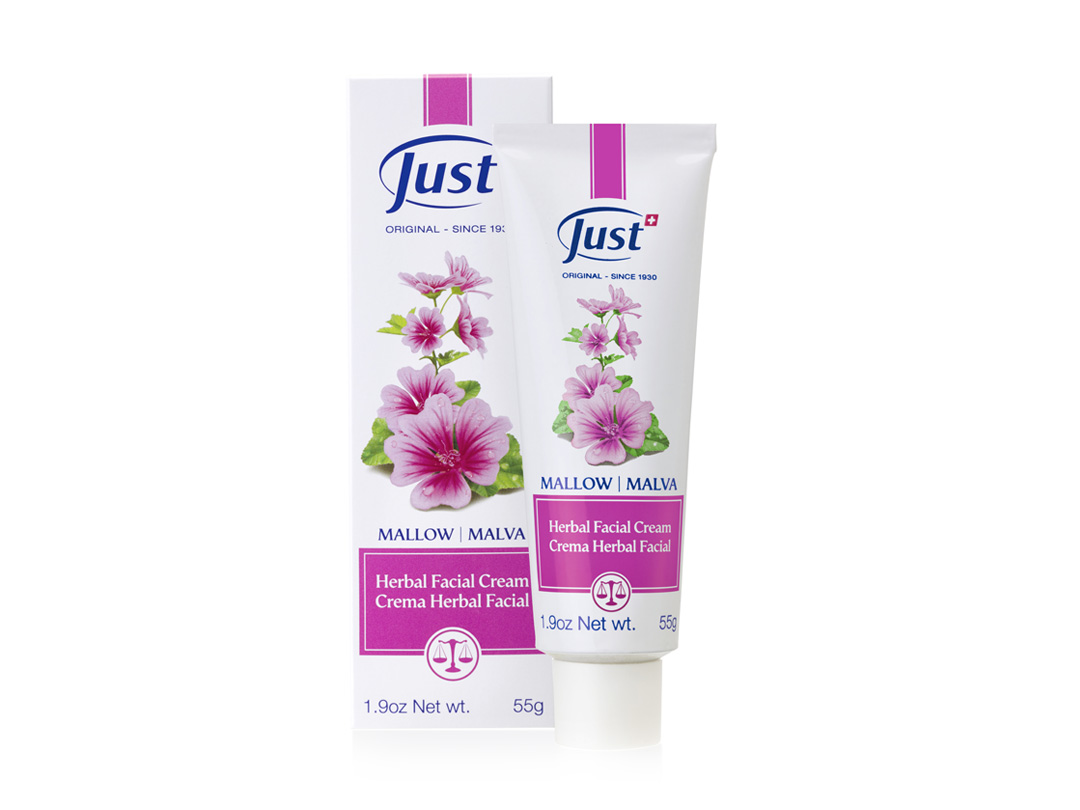 Just
ORIGINAL - SINCE 193
MALLOW | MALVA
Herbal Facial Cream
Crema Herbal Facial
1.9oz Net wt. 55g
Just
ORIGINAL - SINCE 1930
MALLOW | MALVA
Herbal Facial Cream
Crema Herbal Facial
1.9oz Net wt. 55g